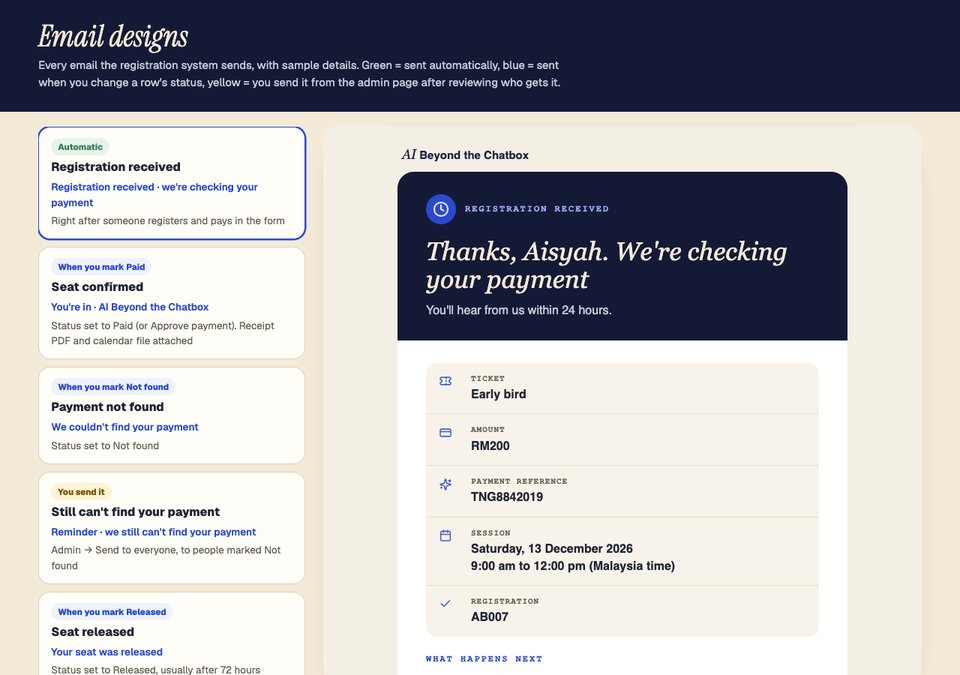 Email designs
Every email the registration system sends, with sample details. Green = sent automatically, blue = sent
when you change a row's status, yellow = you send it from the admin page after reviewing who gets it.
Automatic
Registration received
Registration received · we're checking your
payment
Right after someone registers and pays in the form
When you mark Paid
Seat confirmed
You're in · AI Beyond the Chatbox
Status set to Paid (or Approve payment). Receipt
PDF and calendar file attached
When you mark Not found
Payment not found
We couldn't find your payment
Status set to Not found
You send it
Still can't find your payment
Reminder · we still can't find your payment
Admin → Send to everyone, to people marked Not
found
When you mark Released
Seat released
Your seat was released
Status set to Released, usually after 72 hours
AI Beyond the Chatbox
REGISTRATION RECEIVED
Thanks, Aisyah. We're checking
your payment
You'll hear from us within 24 hours.
TICKET
Early bird
AMOUNT
RM200
PAYMENT REFERENCE
TNG8842019
SESSION
Saturday, 13 December 2026
9:00 am to 12:00 pm (Malaysia time)
REGISTRATION
AB007
WHAT HAPPENS NEXT